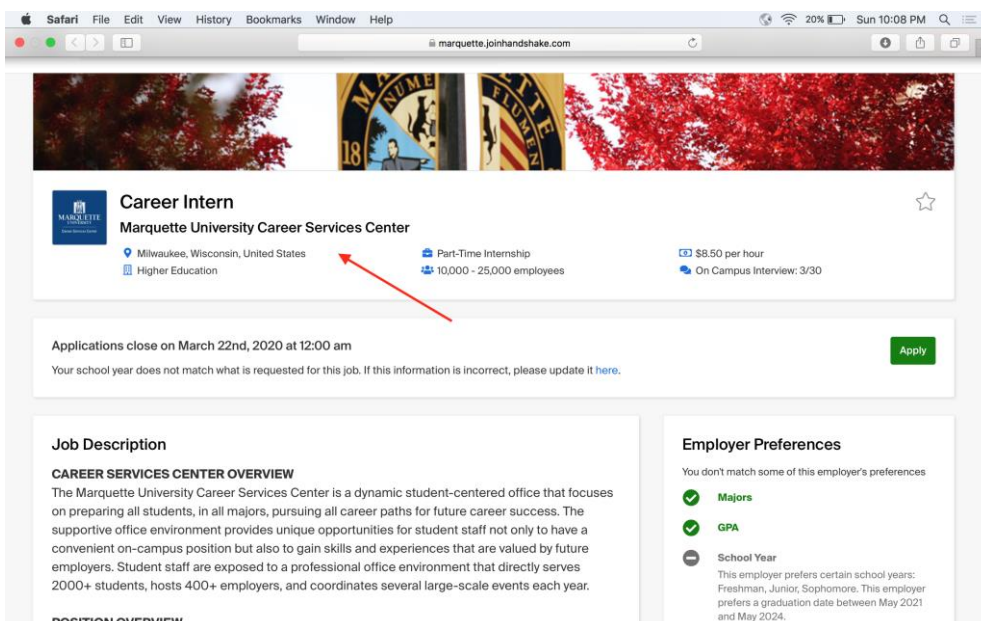 Safari File Edit View History Bookmarks Window Help 20% Sun 10:08 PM
marquette.joinhandshake.com
NUME FLUMEN
18
MARQUETTE
UNIVERSITY
Career Services Center
Career Intern
Marquette University Career Services Center
Milwaukee, Wisconsin, United States Part-Time Internship $8.50 per hour
Higher Education 10,000 - 25,000 employees On Campus Interview: 3/30
Applications close on March 22nd, 2020 at 12:00 am
Apply
Your school year does not match what is requested for this job. If this information is incorrect, please update it here.
Job Description
CAREER SERVICES CENTER OVERVIEW
The Marquette University Career Services Center is a dynamic student-centered office that focuses
on preparing all students, in all majors, pursuing all career paths for future career success. The
supportive office environment provides unique opportunities for student staff not only to have a
convenient on-campus position but also to gain skills and experiences that are valued by future
employers. Student staff are exposed to a professional office environment that directly serves
2000+ students, hosts 400+ employers, and coordinates several large-scale events each year.
POSITION OVERVIEW
Employer Preferences
You don't match some of this employer's preferences
Majors
GPA
School Year
This employer prefers certain school years:
Freshman, Junior, Sophomore. This employer
prefers a graduation date between May 2021
and May 2024.